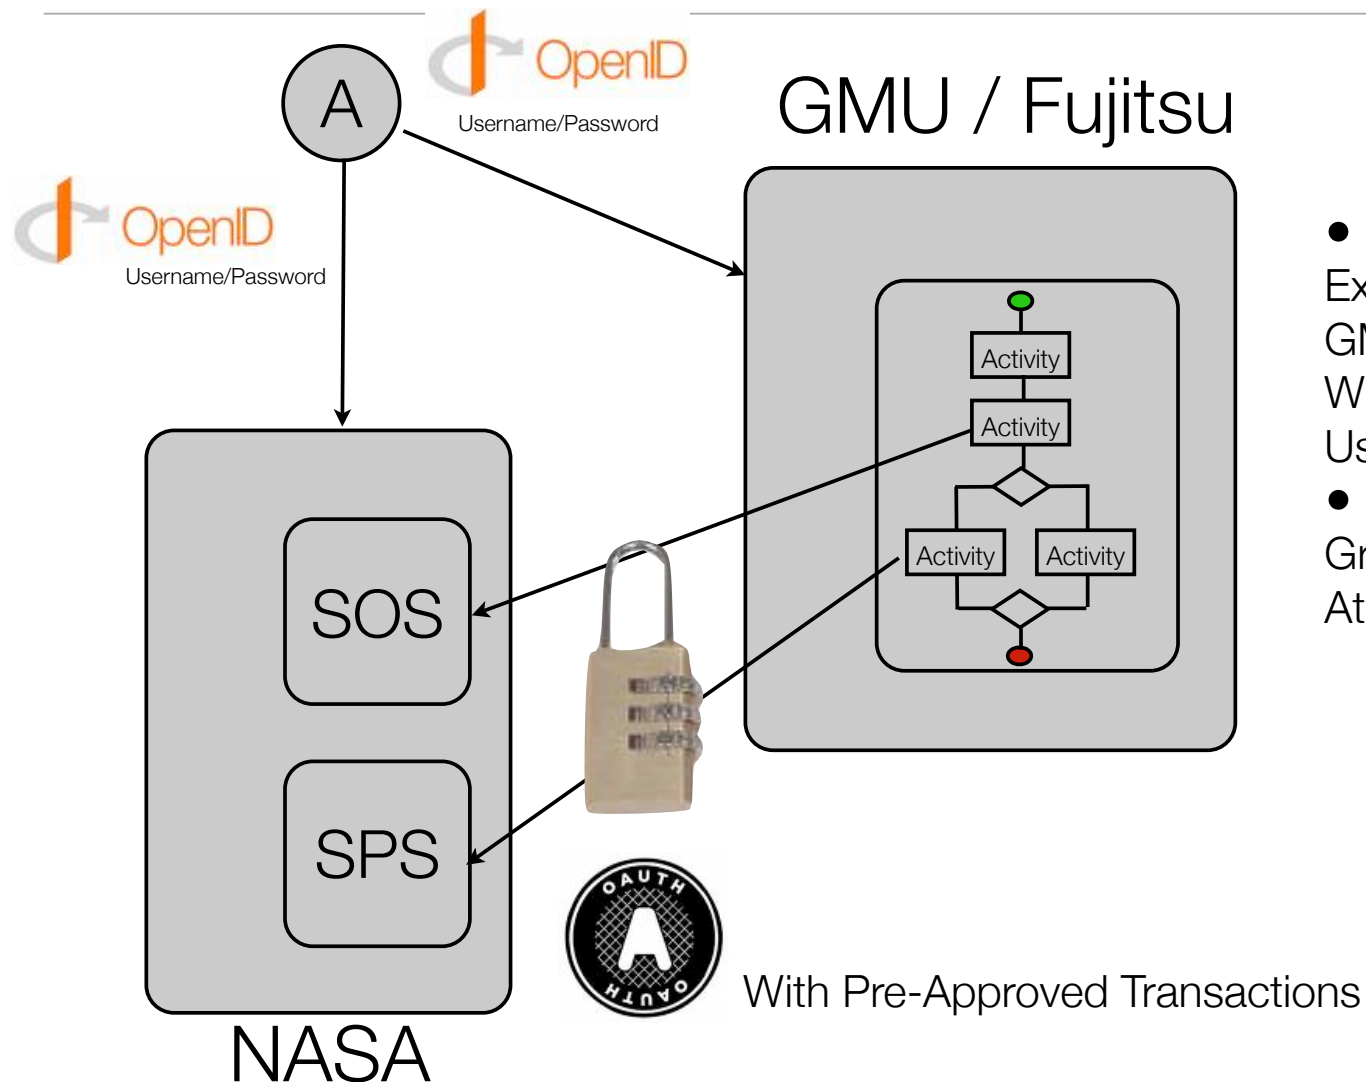 OpenID
A
Username/Password
GMU / Fujitsu
OpenID
Username/Password
Activity
Activity
Activity
Activity
SOS
SPS
OAUTH
A
OAUTH
With Pre-Approved Transactions
NASA